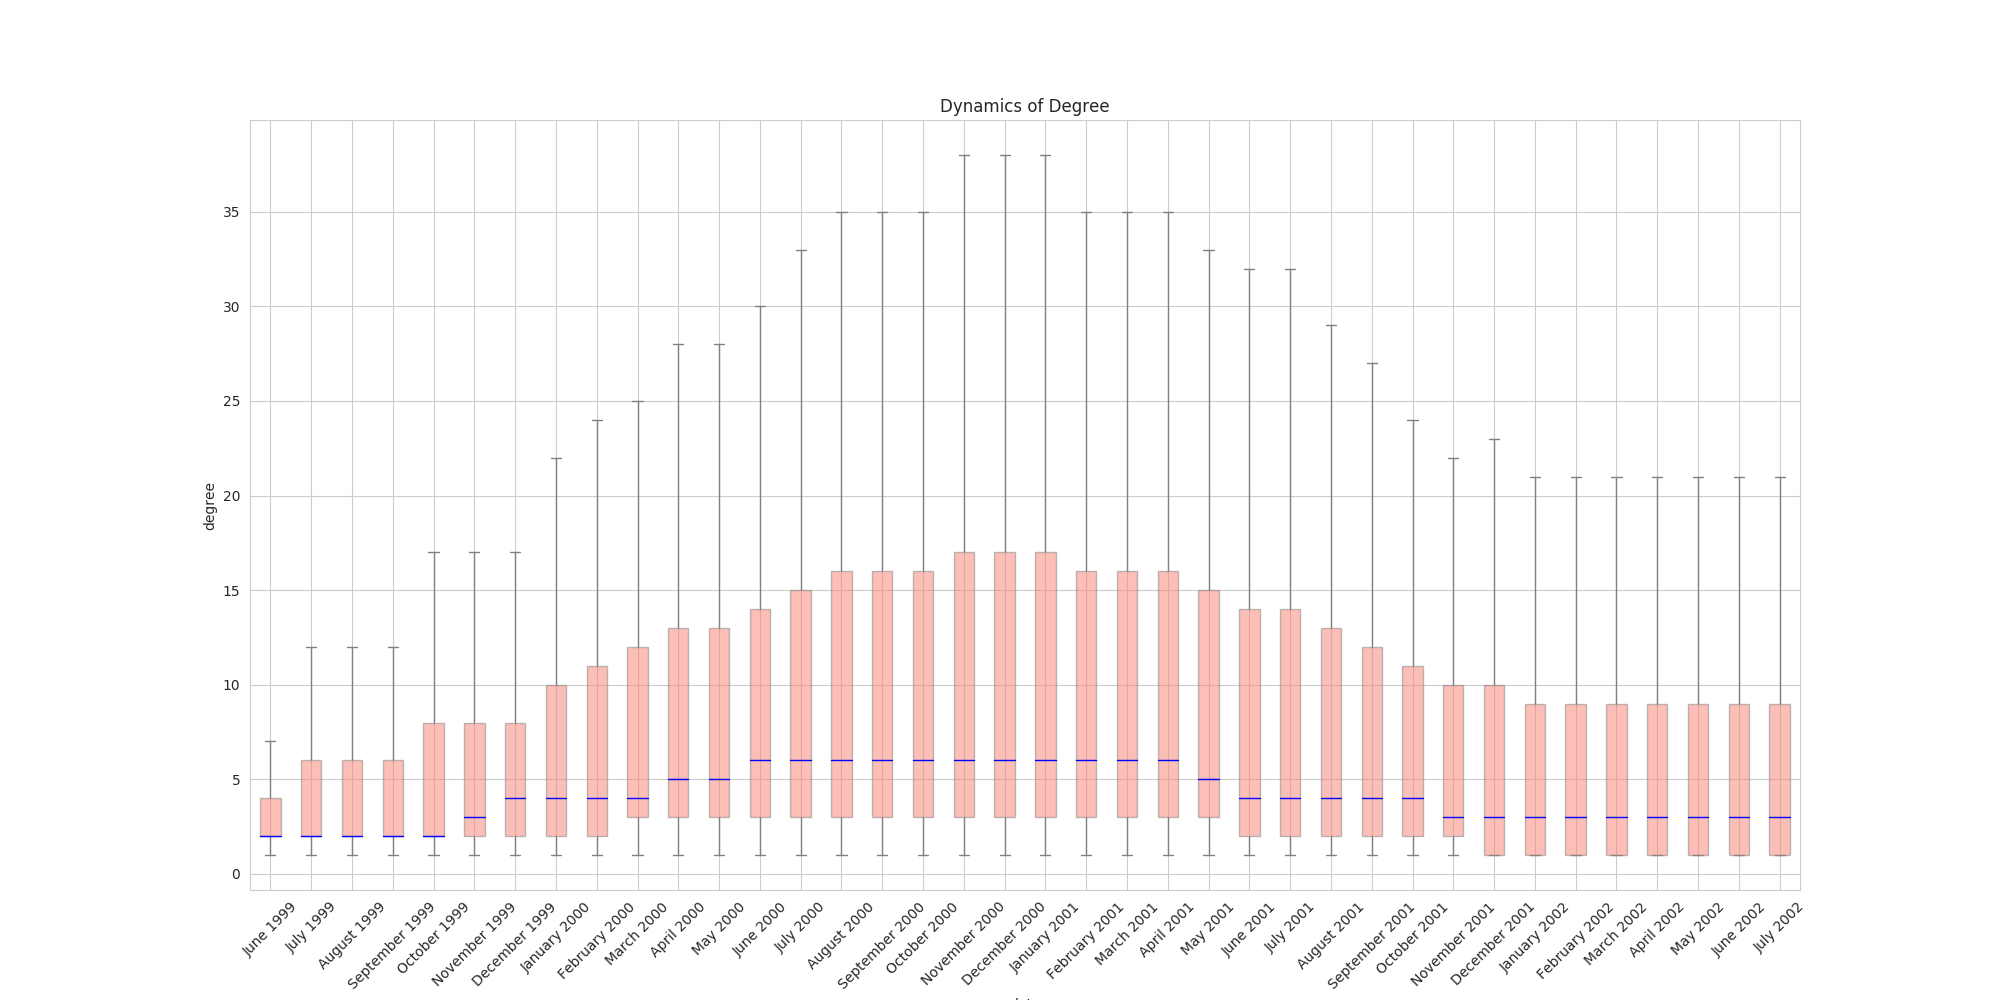 Dynamics of Degree
degree
35
30
25
20
15
10
5
0
June 1999
July 1999
August 1999
September 1999
October 1999
November 1999
December 1999
January 2000
February 2000
March 2000
April 2000
May 2000
June 2000
July 2000
August 2000
September 2000
October 2000
November 2000
December 2000
January 2001
February 2001
March 2001
April 2001
May 2001
June 2001
July 2001
August 2001
September 2001
October 2001
November 2001
December 2001
January 2002
February 2002
March 2002
April 2002
May 2002
June 2002
July 2002